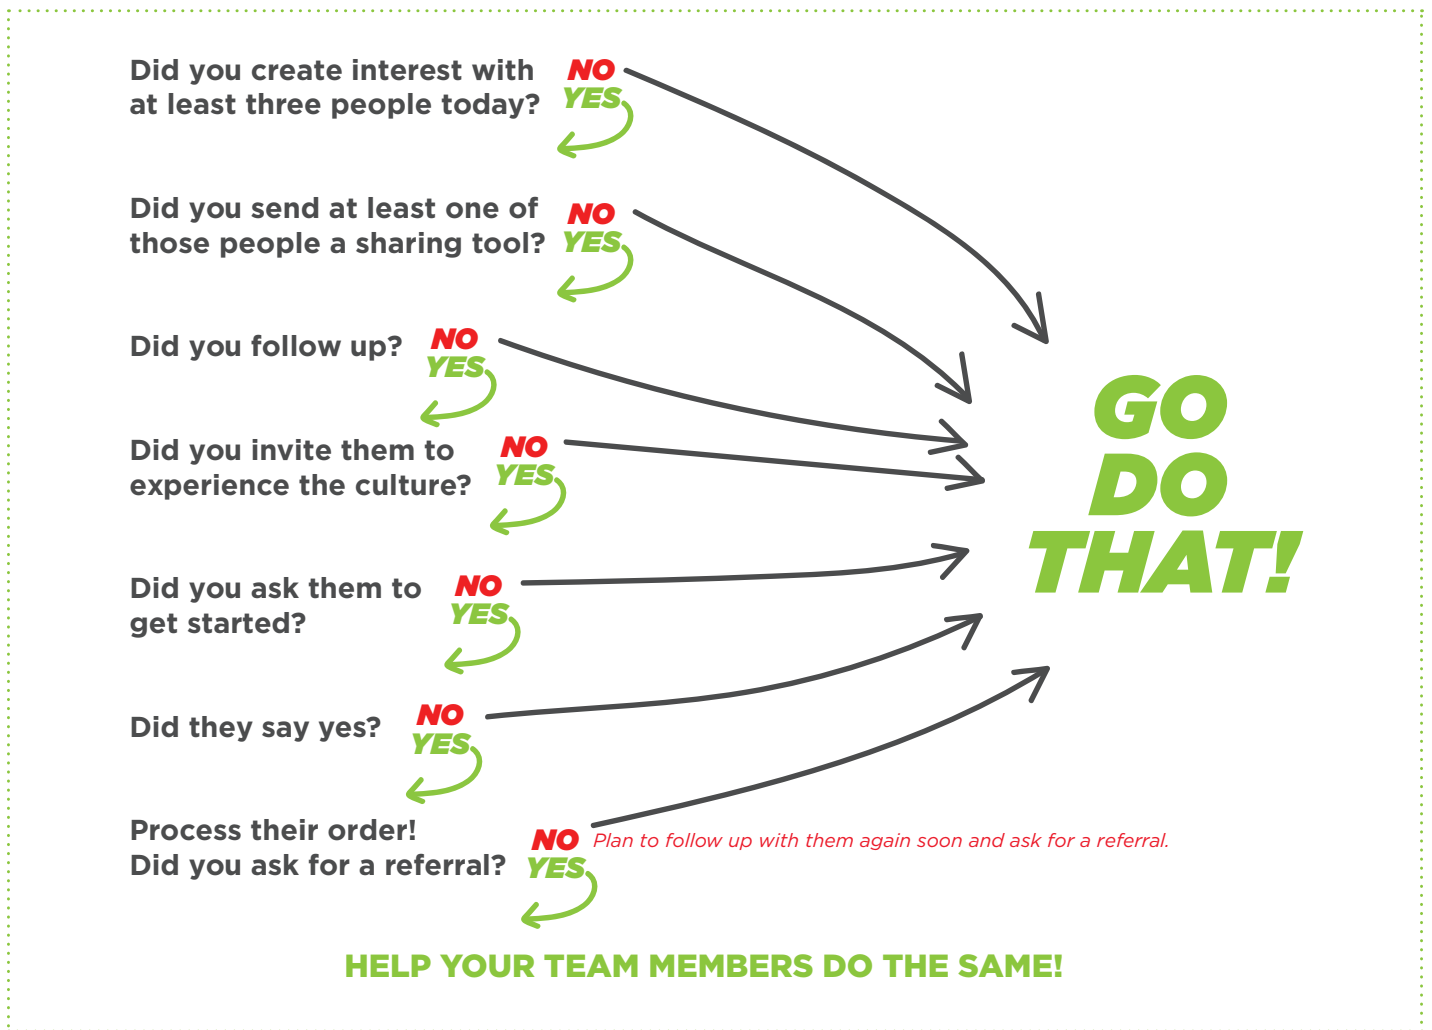 Did you create interest with
at least three people today?
NO
YES
Did you send at least one of
those people a sharing tool?
NO
YES
Did you follow up?
NO
YES
Did you invite them to
experience the culture?
NO
YES
Did you ask them to
get started?
NO
YES
Did they say yes?
NO
YES
Process their order!
Did you ask for a referral?
NO
YES
Plan to follow up with them again soon and ask for a referral.
GO
DO
THAT!
HELP YOUR TEAM MEMBERS DO THE SAME!